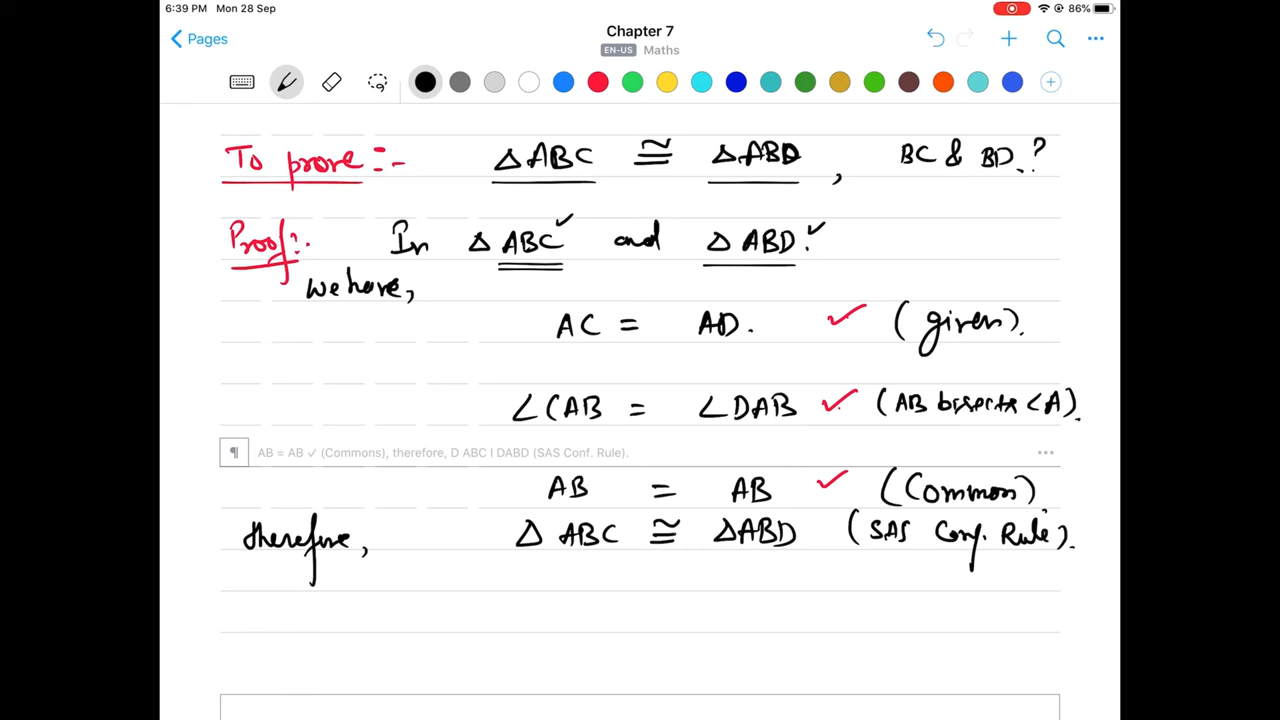 6:39 PM Mon 28 Sep 86%
Pages Chapter 7
EN-US Maths
To prove :- △ABC ≅ △ABD, BC & BD ?
Proof :- In △ABC ✓ and △ABD. ✓
we have,
AC = AD. ✓ (given).
∠CAB = ∠DAB ✓ (AB bisects <A).
¶ AB = AB ✓ (Commons), therefore, D ABC I DABD (SAS Conf. Rule).
AB = AB ✓ (Common)
therefore, △ ABC ≅ △ABD (SAS Conf. Rule).